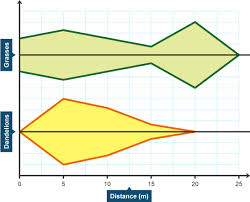 Grasses
Dandelions
0 5 10 15 20 25
Distance (m)